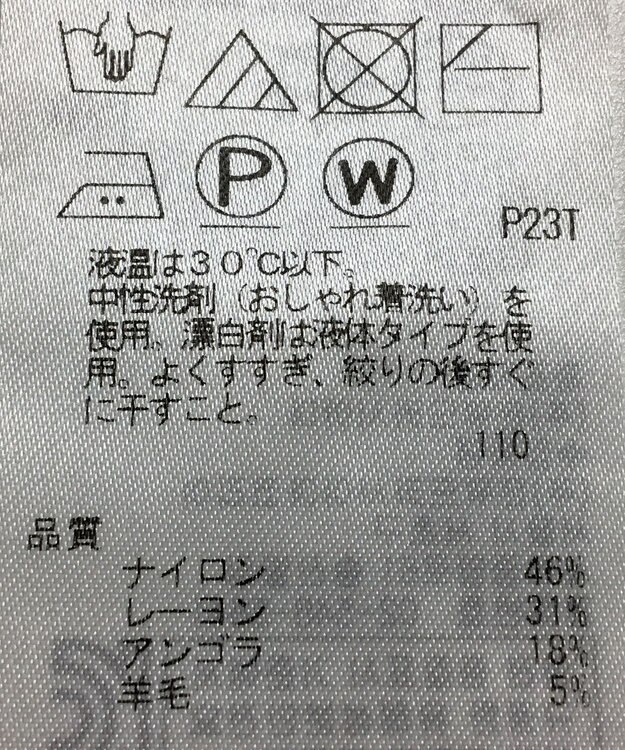 P W
P23T
液温は30℃以下。
中性洗剤（おしゃれ着洗い）を
使用。漂白剤は液体タイプを使
用。よくすすぎ、絞りの後すぐ
に干すこと。
110
品質
ナイロン 46%
レーヨン 31%
アンゴラ 18%
羊毛 5%